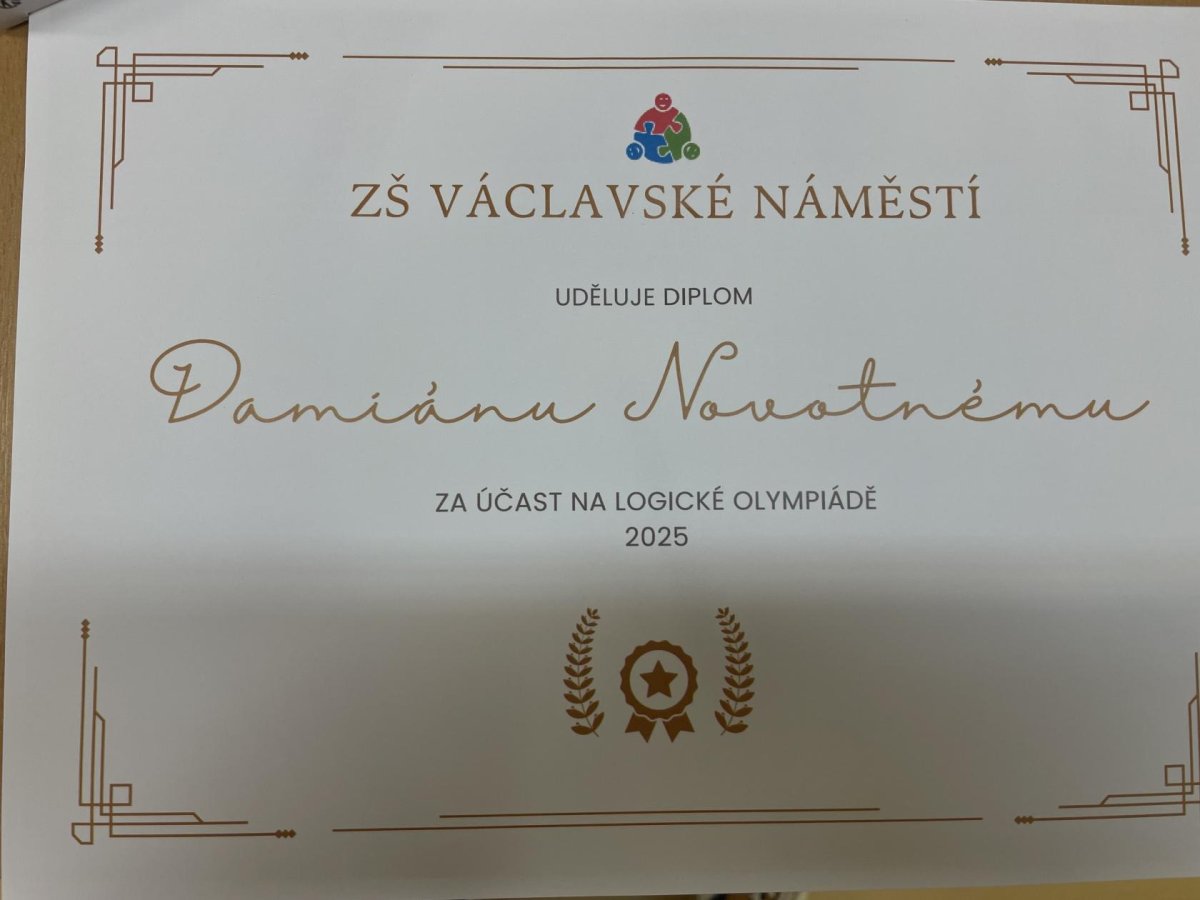 ZŠ VÁCLAVSKÉ NÁMĚSTÍ
UDĚLUJE DIPLOM
Damiánu Novotnému
ZA ÚČAST NA LOGICKÉ OLYMPIÁDĚ
2025